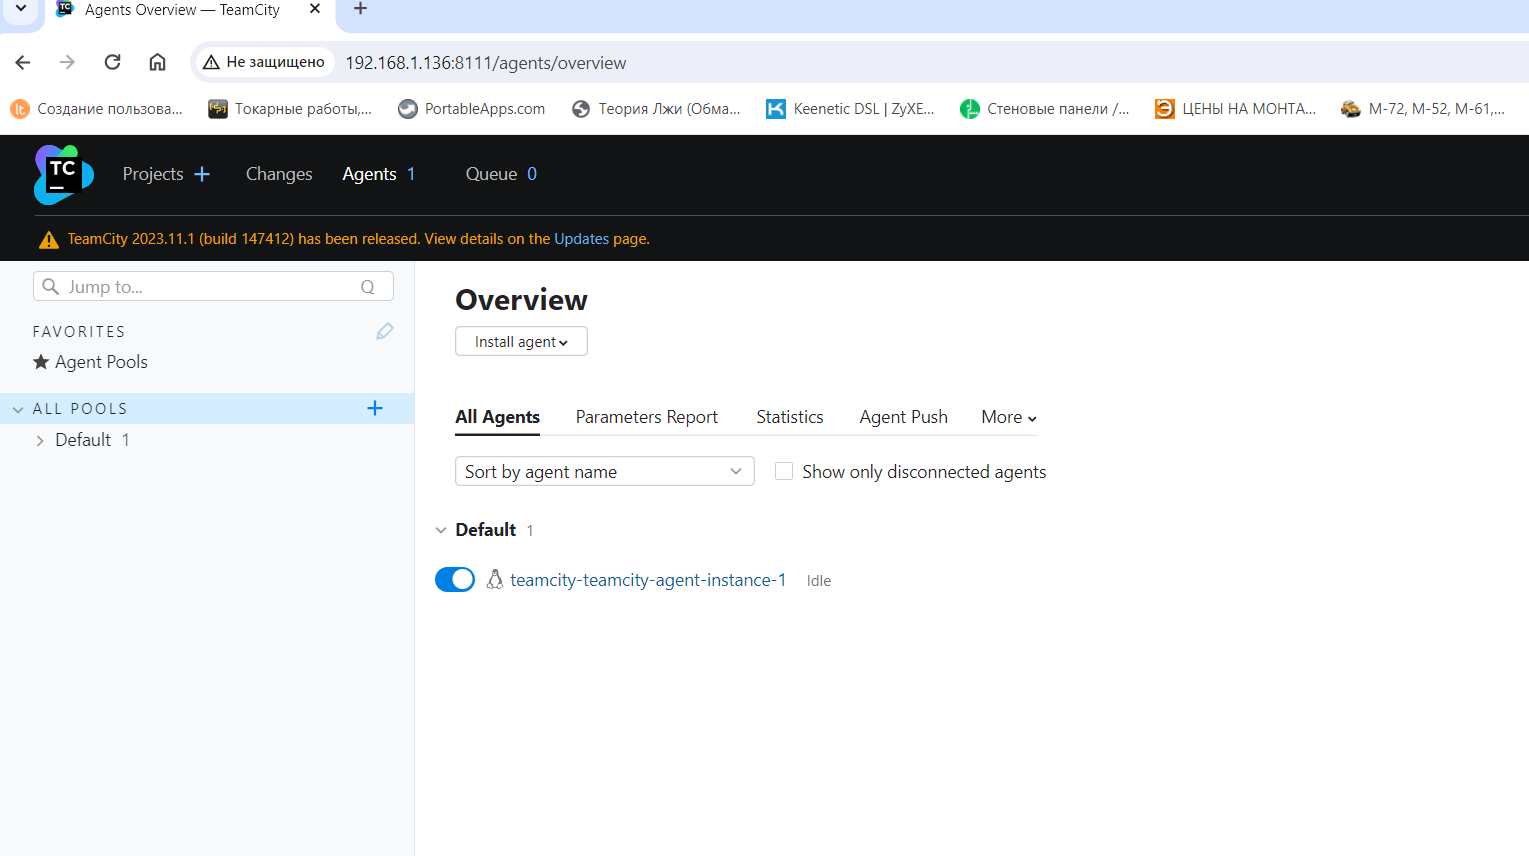 TC Agents Overview — TeamCity
Не защищено 192.168.1.136:8111/agents/overview
lt Создание пользова... Токарные работы,... PortableApps.com Теория Лжи (Обма... Keenetic DSL | ZyXE... Стеновые панели /... ЦЕНЫ НА МОНТА... М-72, М-52, М-61,...
TC Projects Changes Agents 1 Queue 0
TeamCity 2023.11.1 (build 147412) has been released. View details on the Updates page.
Jump to... Q
FAVORITES
Agent Pools
ALL POOLS
Default 1
Overview
Install agent
All Agents Parameters Report Statistics Agent Push More
Sort by agent name Show only disconnected agents
Default 1
teamcity-teamcity-agent-instance-1 Idle